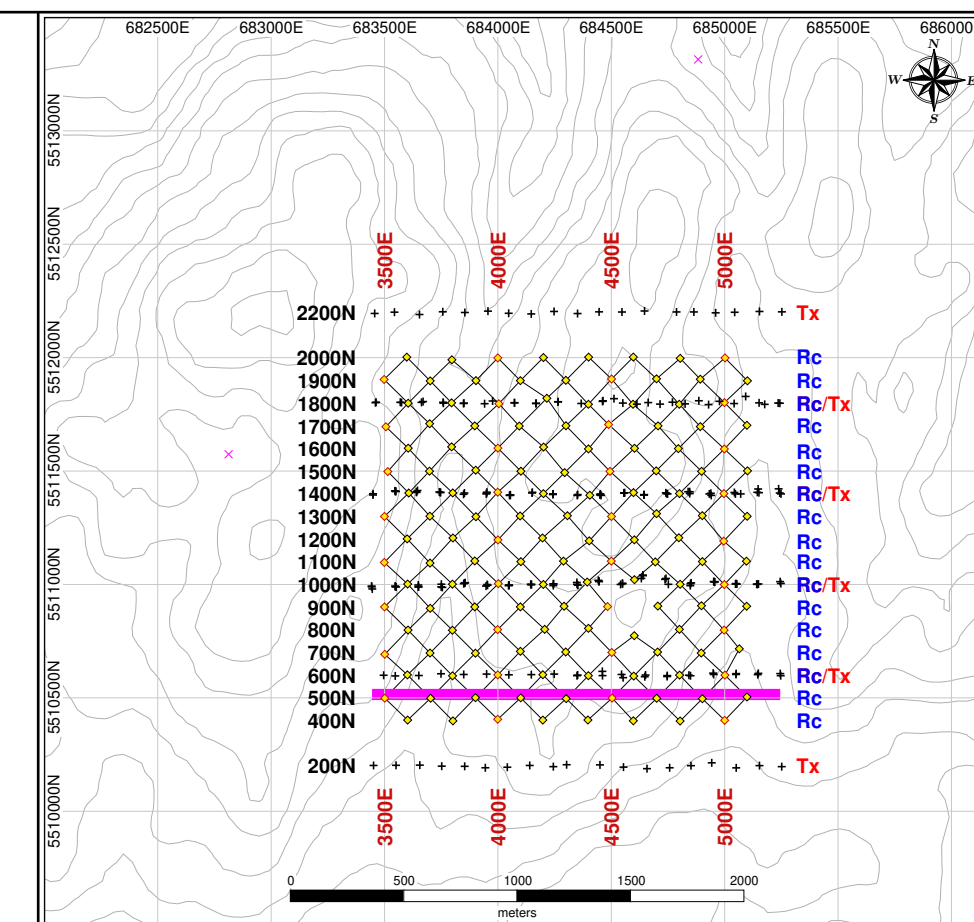 682500E 683000E 683500E 684000E 684500E 685000E 685500E 686000
N
W E
S
5513000N
5512500N
3500E 4000E 4500E 5000E
2200N Tx
5512000N
2000N Rc
1900N Rc
1800N Rc/Tx
1700N Rc
1600N Rc
5511500N
1500N Rc
1400N Rc/Tx
1300N Rc
1200N Rc
1100N Rc
5511000N
1000N Rc/Tx
900N Rc
800N Rc
700N Rc
600N Rc/Tx
5510500N
500N Rc
400N Rc
200N Tx
5510000N
3500E 4000E 4500E 5000E
0 500 1000 1500 2000
meters